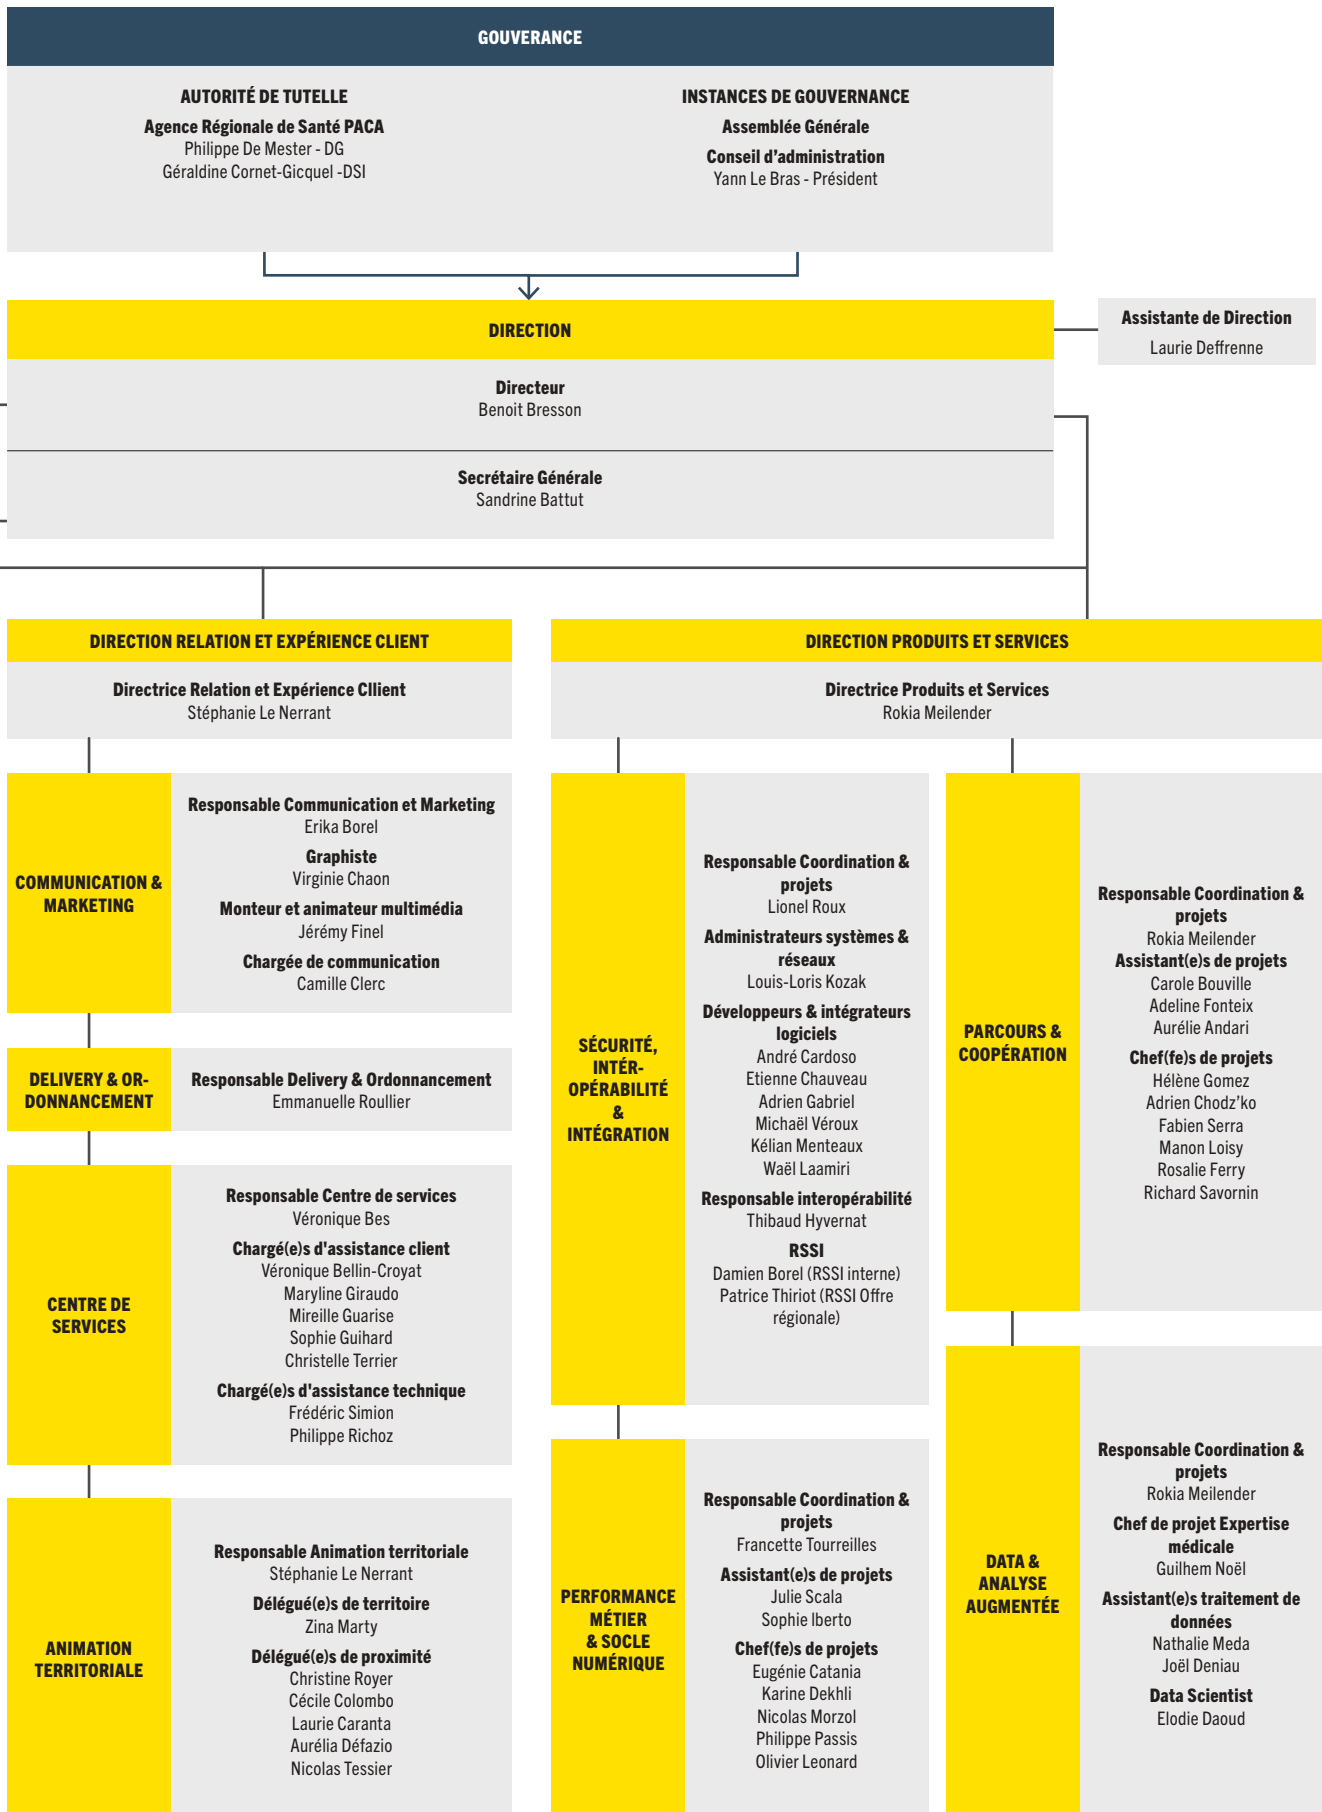 GOUVERANCE
AUTORITÉ DE TUTELLE
Agence Régionale de Santé PACA
Philippe De Mester - DG
Géraldine Cornet-Gicquel -DSI
INSTANCES DE GOUVERNANCE
Assemblée Générale
Conseil d'administration
Yann Le Bras - Président
DIRECTION
Assistante de Direction
Laurie Deffrenne
Directeur
Benoit Bresson
Secrétaire Générale
Sandrine Battut
DIRECTION RELATION ET EXPÉRIENCE CLIENT
Directrice Relation et Expérience Cllient
Stéphanie Le Nerrant
COMMUNICATION &
MARKETING
Responsable Communication et Marketing
Erika Borel
Graphiste
Virginie Chaon
Monteur et animateur multimédia
Jérémy Finel
Chargée de communication
Camille Clerc
DELIVERY & OR-
DONNANCEMENT
Responsable Delivery & Ordonnancement
Emmanuelle Roullier
CENTRE DE
SERVICES
Responsable Centre de services
Véronique Bes
Chargé(e)s d'assistance client
Véronique Bellin-Croyat
Maryline Giraudo
Mireille Guarise
Sophie Guihard
Christelle Terrier
Chargé(e)s d'assistance technique
Frédéric Simion
Philippe Richoz
ANIMATION
TERRITORIALE
Responsable Animation territoriale
Stéphanie Le Nerrant
Délégué(e)s de territoire
Zina Marty
Délégué(e)s de proximité
Christine Royer
Cécile Colombo
Laurie Caranta
Aurélia Défazio
Nicolas Tessier
DIRECTION PRODUITS ET SERVICES
Directrice Produits et Services
Rokia Meilender
SÉCURITÉ,
INTÉR-
OPÉRABILITÉ
&
INTÉGRATION
Responsable Coordination &
projets
Lionel Roux
Administrateurs systèmes &
réseaux
Louis-Loris Kozak
Développeurs & intégrateurs
logiciels
André Cardoso
Etienne Chauveau
Adrien Gabriel
Michaël Véroux
Kélian Menteaux
Waël Laamiri
Responsable interopérabilité
Thibaud Hyvernat
RSSI
Damien Borel (RSSI interne)
Patrice Thiriot (RSSI Offre
régionale)
PERFORMANCE
MÉTIER
& SOCLE
NUMÉRIQUE
Responsable Coordination &
projets
Francette Tourreilles
Assistant(e)s de projets
Julie Scala
Sophie Iberto
Chef(fe)s de projets
Eugénie Catania
Karine Dekhli
Nicolas Morzol
Philippe Passis
Olivier Leonard
PARCOURS &
COOPÉRATION
Responsable Coordination &
projets
Rokia Meilender
Assistant(e)s de projets
Carole Bouville
Adeline Fonteix
Aurélie Andari
Chef(fe)s de projets
Hélène Gomez
Adrien Chodz'ko
Fabien Serra
Manon Loisy
Rosalie Ferry
Richard Savornin
DATA &
ANALYSE
AUGMENTÉE
Responsable Coordination &
projets
Rokia Meilender
Chef de projet Expertise
médicale
Guilhem Noël
Assistant(e)s traitement de
données
Nathalie Meda
Joël Deniau
Data Scientist
Elodie Daoud